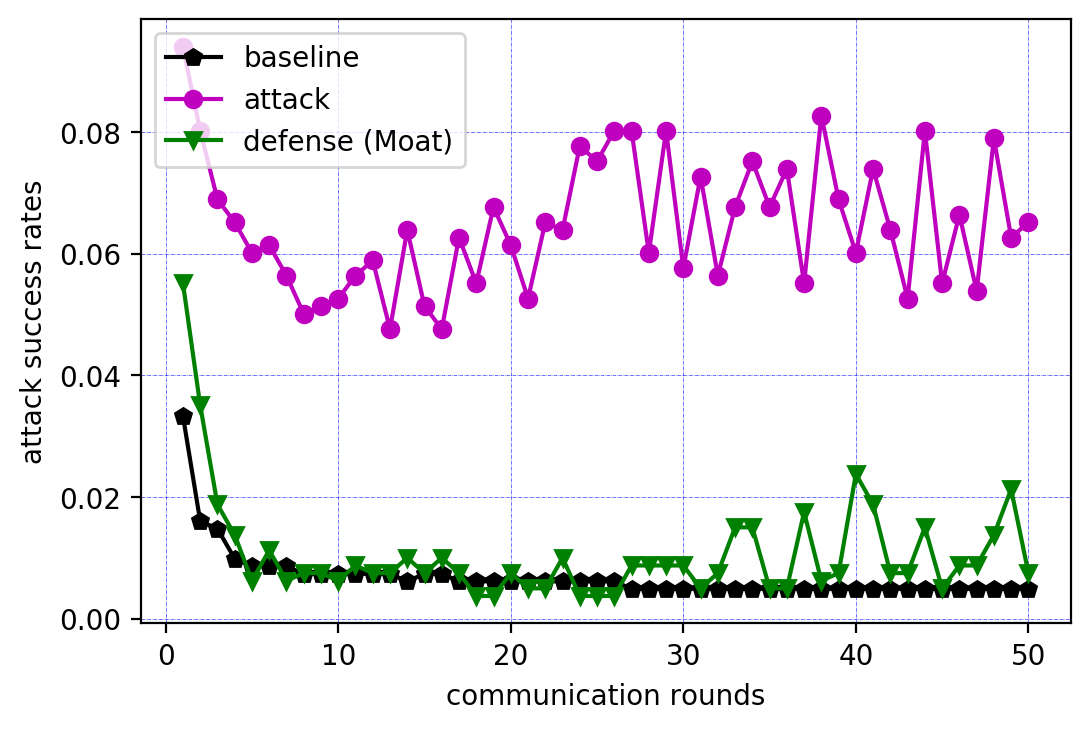 baseline
attack
defense (Moat)
attack success rates
0.08
0.06
0.04
0.02
0.00
0 10 20 30 40 50
communication rounds